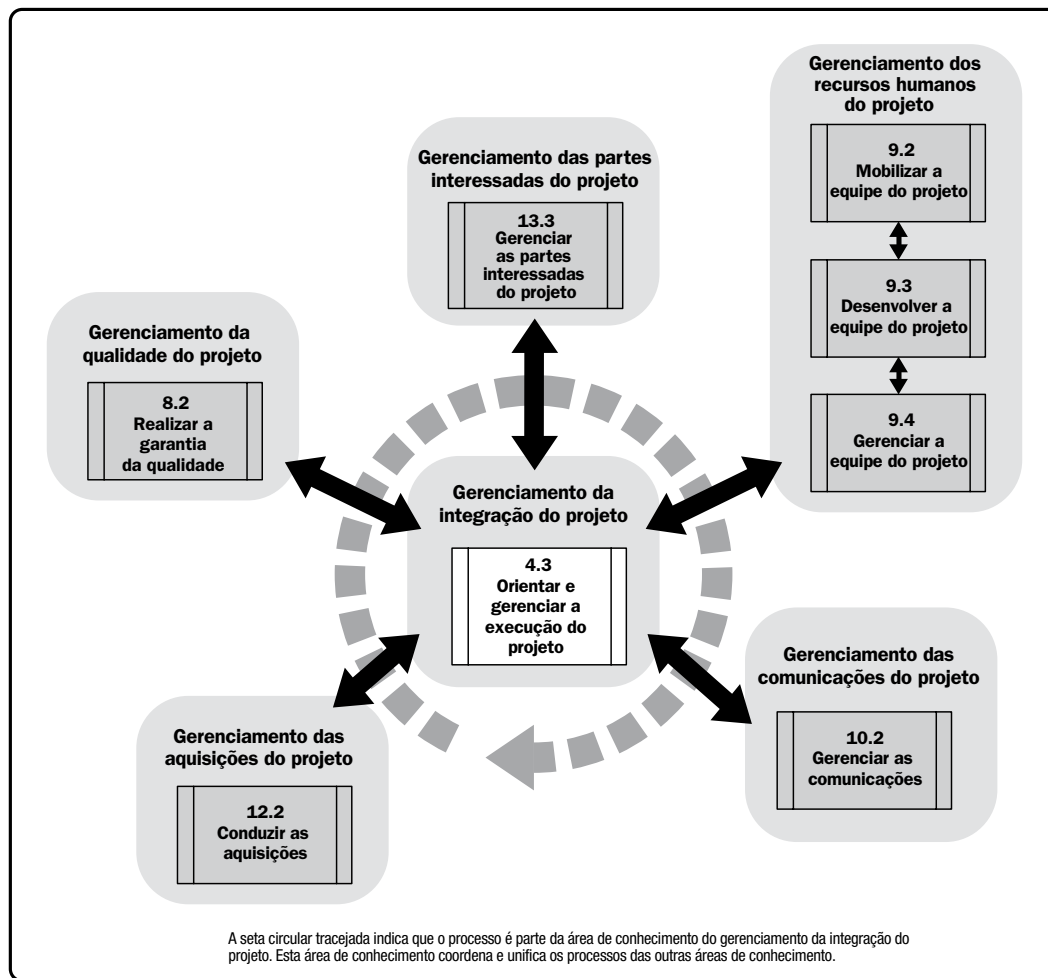 Gerenciamento dos
recursos humanos
do projeto
9.2
Mobilizar a
equipe do projeto
9.3
Desenvolver a
equipe do projeto
9.4
Gerenciar a
equipe do projeto
Gerenciamento das partes
interessadas do projeto
13.3
Gerenciar
as partes
interessadas
do projeto
Gerenciamento da
qualidade do projeto
8.2
Realizar a
garantia
da qualidade
Gerenciamento da
integração do projeto
4.3
Orientar e
gerenciar a
execução do
projeto
Gerenciamento das
comunicações do projeto
10.2
Gerenciar as
comunicações
Gerenciamento das
aquisições do projeto
12.2
Conduzir as
aquisições
A seta circular tracejada indica que o processo é parte da área de conhecimento do gerenciamento da integração do
projeto. Esta área de conhecimento coordena e unifica os processos das outras áreas de conhecimento.